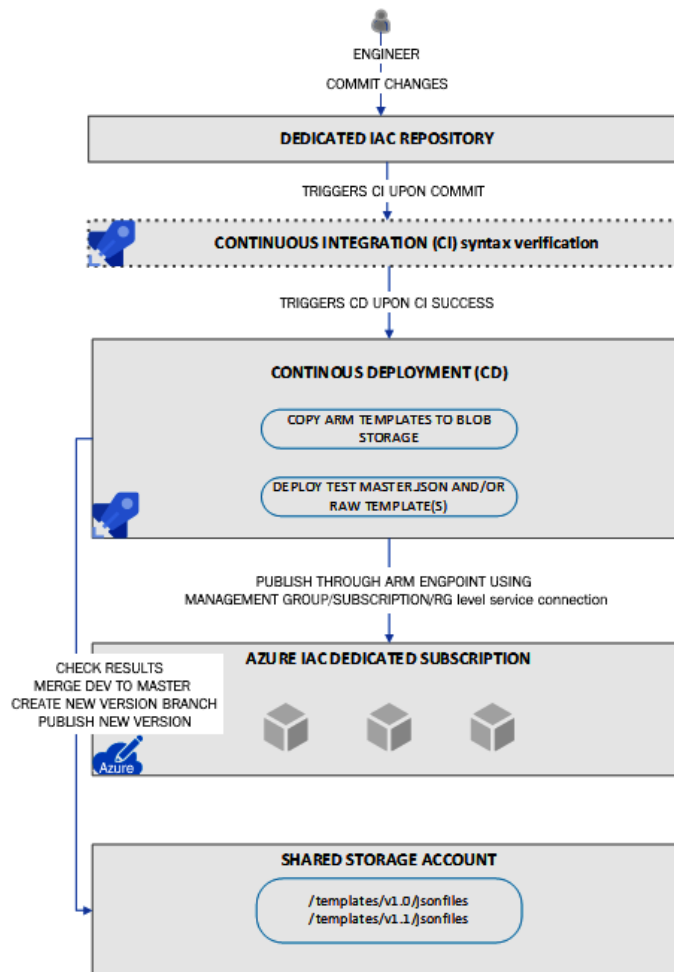 ENGINEER
COMMIT CHANGES
DEDICATED IAC REPOSITORY
TRIGGERS CI UPON COMMIT
CONTINUOUS INTEGRATION (CI) syntax verification
TRIGGERS CD UPON CI SUCCESS
CONTINOUS DEPLOYMENT (CD)
COPY ARM TEMPLATES TO BLOB
STORAGE
DEPLOY TEST MASTER.JSON AND/OR
RAW TEMPLATE(S)
PUBLISH THROUGH ARM ENGPOINT USING
MANAGEMENT GROUP/SUBSCRIPTION/RG level service connection
CHECK RESULTS
MERGE DEV TO MASTER
CREATE NEW VERSION BRANCH
PUBLISH NEW VERSION
AZURE IAC DEDICATED SUBSCRIPTION
Azure
SHARED STORAGE ACCOUNT
/templates/v1.0/jsonfiles
/templates/v1.1/jsonfiles